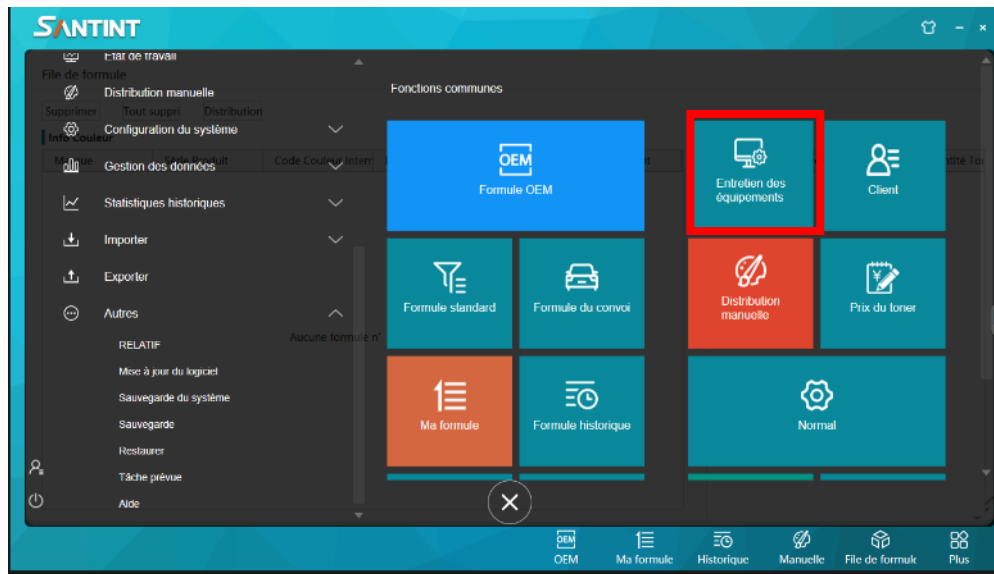 SANTINT
Etat de travail
File de formule
Distribution manuelle
Supprimer Tout suppri Distribution
Configuration du système
Info Couleur
Code Couleur Intern
Gestion des données
Statistiques historiques
Importer
Exporter
Autres
Aucune formule n'
RELATIF
Mise à jour du logiciel
Sauvegarde du système
Sauvegarde
Restaurer
Tâche prévue
Aide
Fonctions communes
OEM
Formule OEM
Entretien des
équipements
Client
Formule standard
Formule du convoi
Distribution
manuelle
Prix du toner
Ma formule
Formule historique
Normal
OEM
OEM
Ma formule
Historique
Manuelle
File de formule
Plus